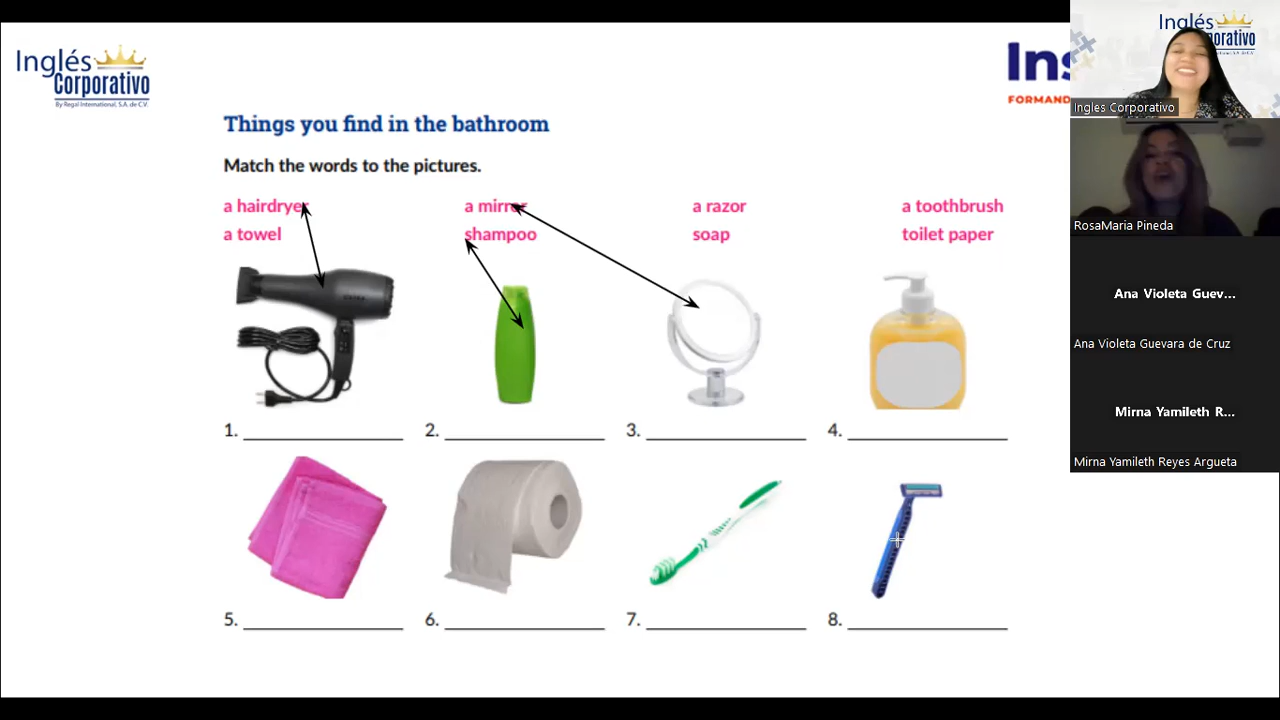 Inglés
Corporativo
By Regal International, S.A. de C.V.
Ins
FORMAND
Things you find in the bathroom
Match the words to the pictures.
a hairdryer
a mirror
a razor
a toothbrush
a towel
shampoo
soap
toilet paper
1.
2.
3.
4.
5.
6.
7.
8.
Inglés
Corporativo
Ingles Corporativo
RosaMaria Pineda
Ana Violeta Guev...
Ana Violeta Guevara de Cruz
Mirna Yamileth R...
Mirna Yamileth Reyes Argueta